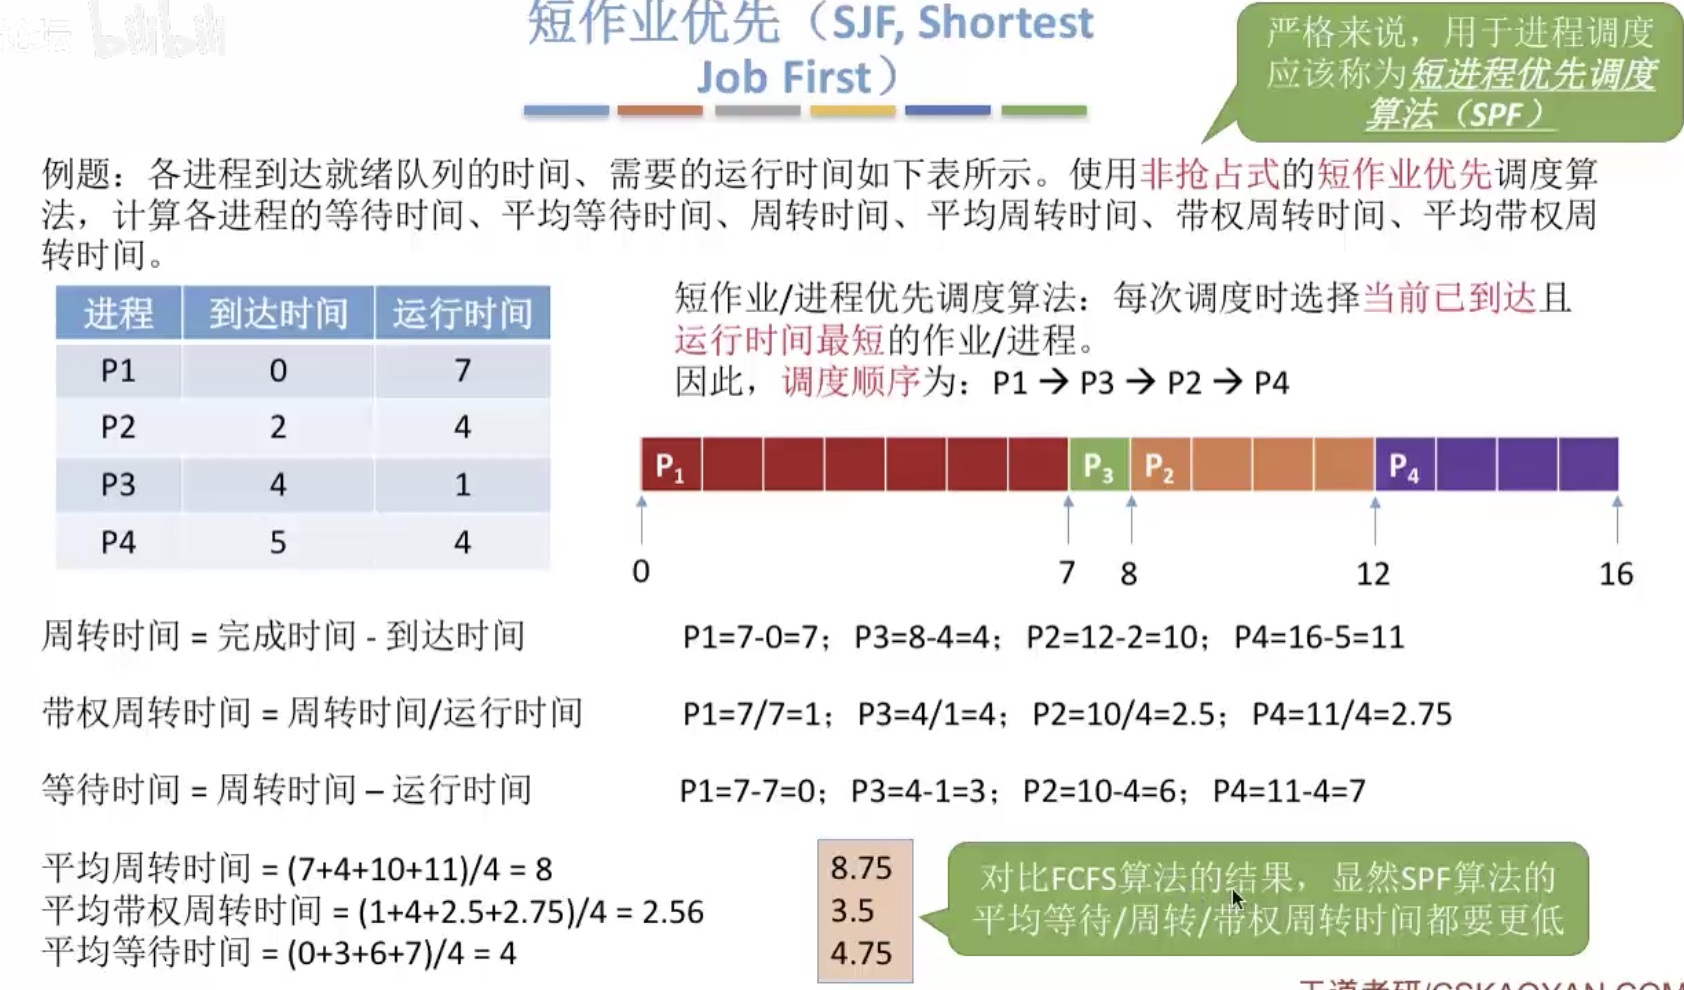 论坛 bilibili
短作业优先（SJF, Shortest
Job First）
严格来说，用于进程调度
应该称为短进程优先调度
算法（SPF）
例题：各进程到达就绪队列的时间、需要的运行时间如下表所示。使用非抢占式的短作业优先调度算
法，计算各进程的等待时间、平均等待时间、周转时间、平均周转时间、带权周转时间、平均带权周
转时间。
进程 到达时间 运行时间
P1 0 7
P2 2 4
P3 4 1
P4 5 4
短作业/进程优先调度算法：每次调度时选择当前已到达且
运行时间最短的作业/进程。
因此，调度顺序为：P1 → P3 → P2 → P4
P1 P3 P2 P4
0 7 8 12 16
周转时间 = 完成时间 - 到达时间 P1=7-0=7；P3=8-4=4；P2=12-2=10；P4=16-5=11
带权周转时间 = 周转时间/运行时间 P1=7/7=1；P3=4/1=4；P2=10/4=2.5；P4=11/4=2.75
等待时间 = 周转时间 – 运行时间 P1=7-7=0；P3=4-1=3；P2=10-4=6；P4=11-4=7
平均周转时间 = (7+4+10+11)/4 = 8
平均带权周转时间 = (1+4+2.5+2.75)/4 = 2.56
平均等待时间 = (0+3+6+7)/4 = 4
8.75
3.5
4.75
对比FCFS算法的结果，显然SPF算法的
平均等待/周转/带权周转时间都要更低
王道考研/CSKAOYAN.COM